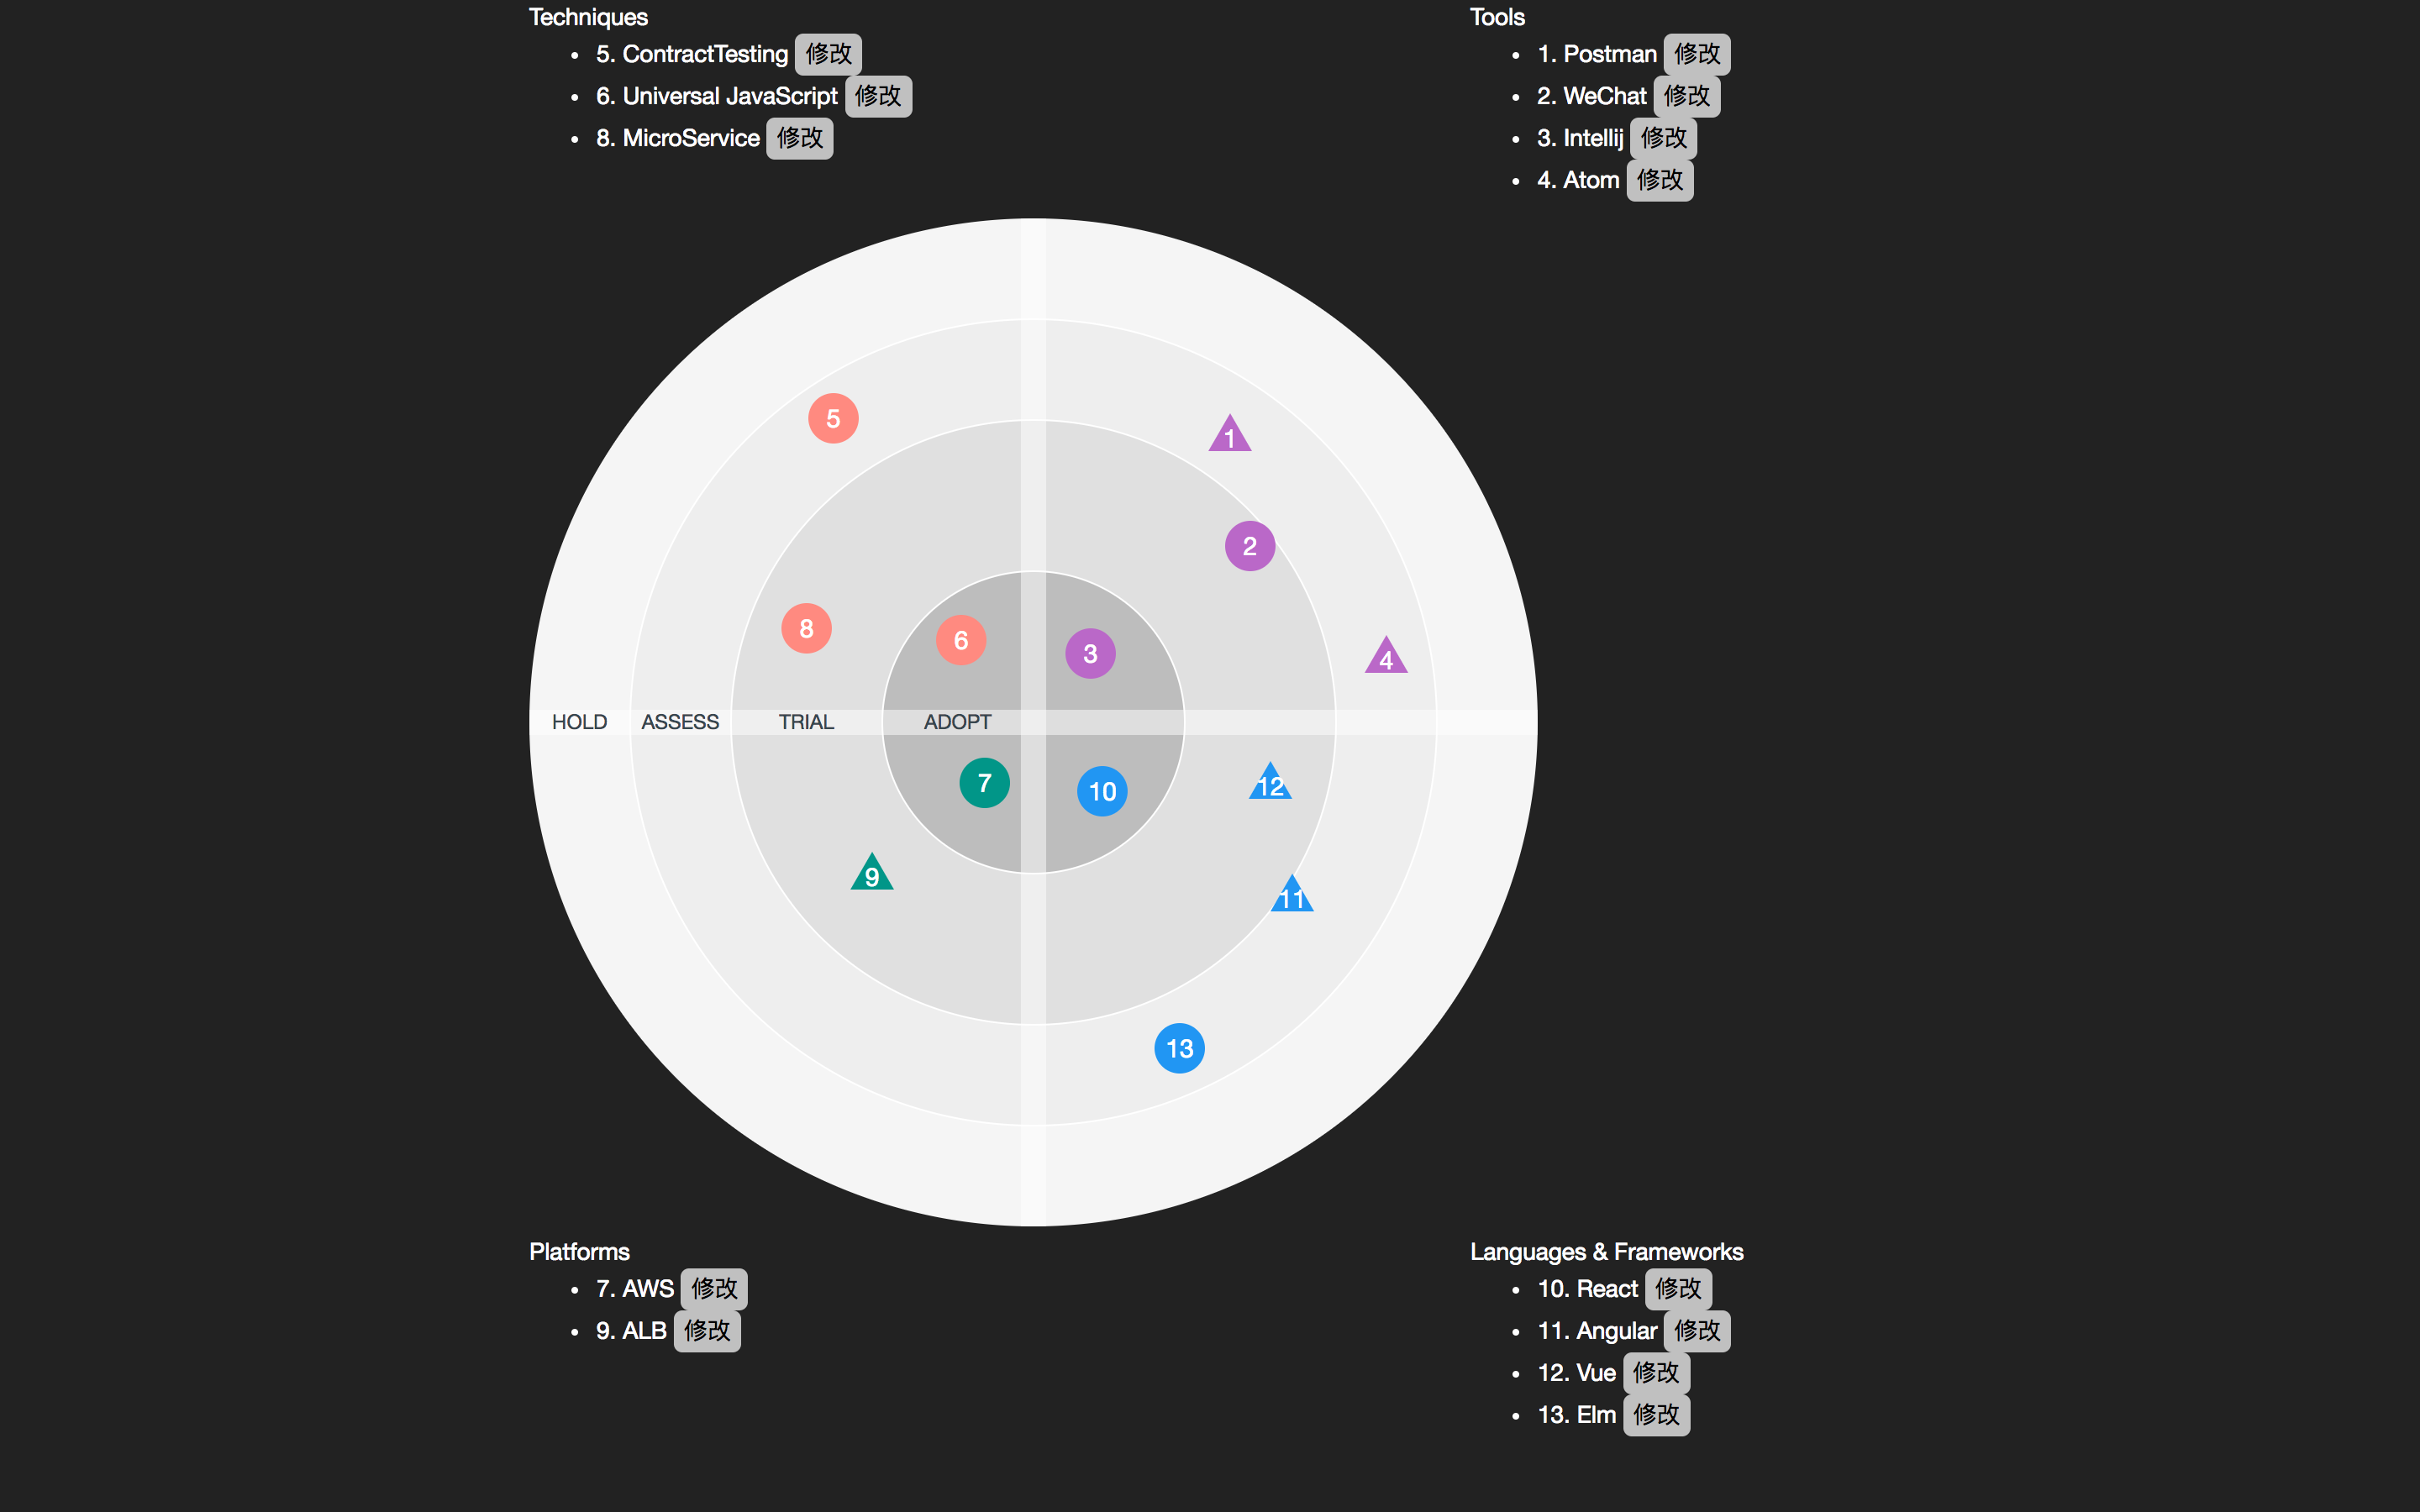 Techniques
5. ContractTesting 修改
6. Universal JavaScript 修改
8. MicroService 修改
Tools
1. Postman 修改
2. WeChat 修改
3. Intellij 修改
4. Atom 修改
5
1
2
8
6
3
4
HOLD ASSESS TRIAL ADOPT
7
10
12
9
11
13
Platforms
7. AWS 修改
9. ALB 修改
Languages & Frameworks
10. React 修改
11. Angular 修改
12. Vue 修改
13. Elm 修改